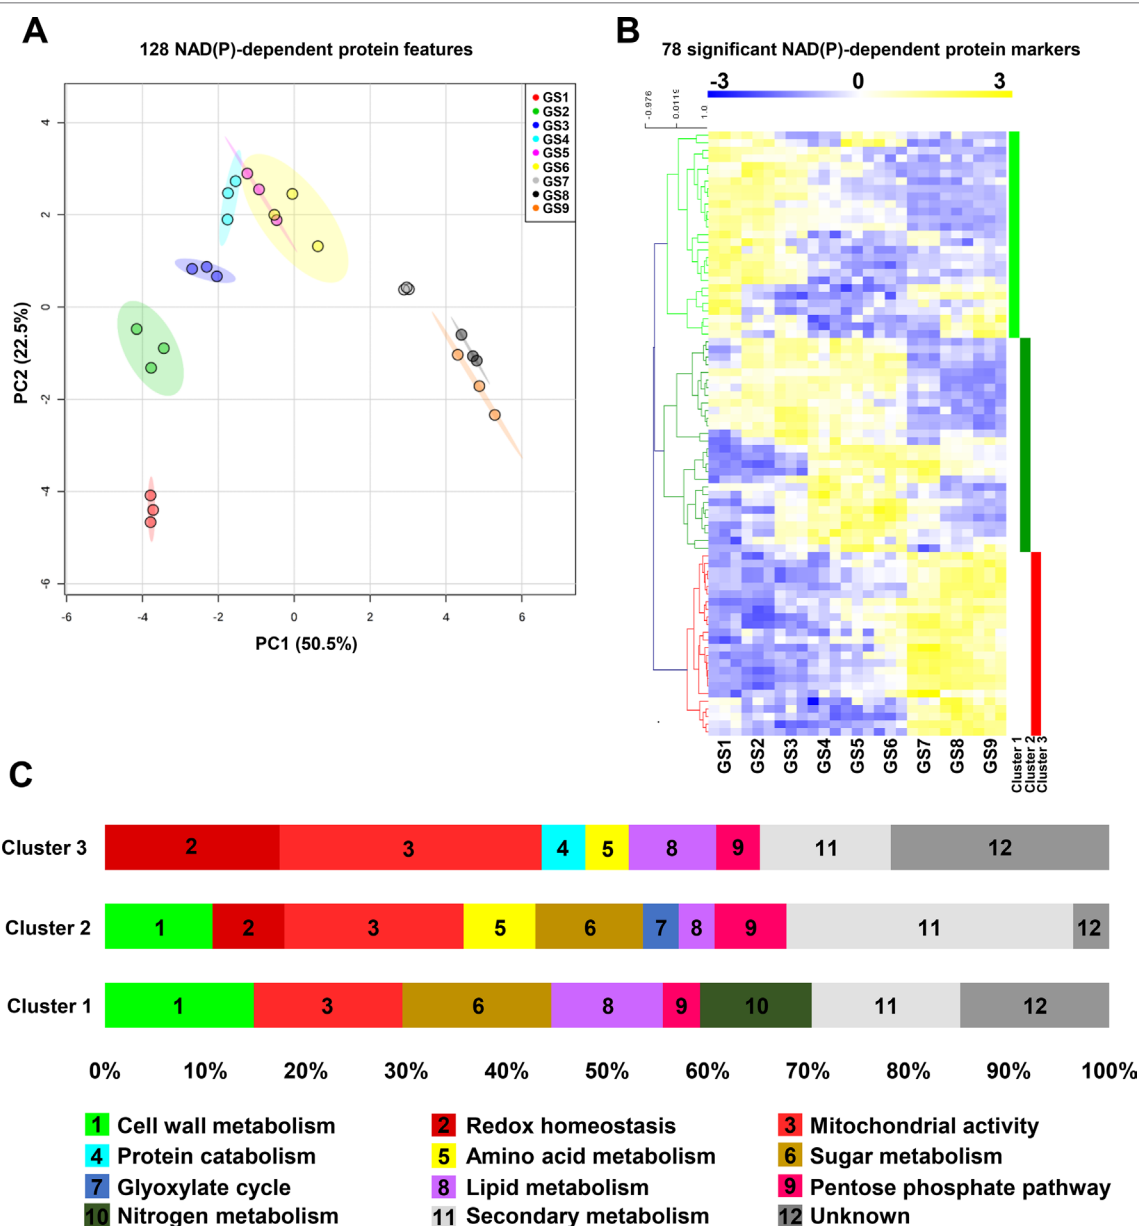 A
128 NAD(P)-dependent protein features
GS1
GS2
GS3
GS4
GS5
GS6
GS7
GS8
GS9
4
2
0
-2
-4
-6
PC2 (22.5%)
-6 -4 -2 0 2 4 6
PC1 (50.5%)
B
78 significant NAD(P)-dependent protein markers
-3 0 3
-0.976 0.0119 1.0
GS1 GS2 GS3 GS4 GS5 GS6 GS7 GS8 GS9 Cluster 1 Cluster 2 Cluster 3
C
Cluster 3 2 3 4 5 8 9 11 12
Cluster 2 1 2 3 5 6 7 8 9 11 12
Cluster 1 1 3 6 8 9 10 11 12
0% 10% 20% 30% 40% 50% 60% 70% 80% 90% 100%
1 Cell wall metabolism 2 Redox homeostasis 3 Mitochondrial activity
4 Protein catabolism 5 Amino acid metabolism 6 Sugar metabolism
7 Glyoxylate cycle 8 Lipid metabolism 9 Pentose phosphate pathway
10 Nitrogen metabolism 11 Secondary metabolism 12 Unknown